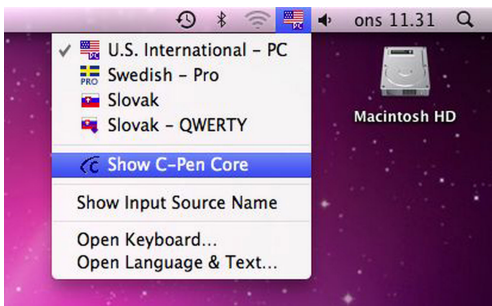 ons 11.31
U.S. International – PC
PRO Swedish – Pro
Slovak
Slovak – QWERTY
Show C-Pen Core
Show Input Source Name
Open Keyboard...
Open Language & Text...
Macintosh HD